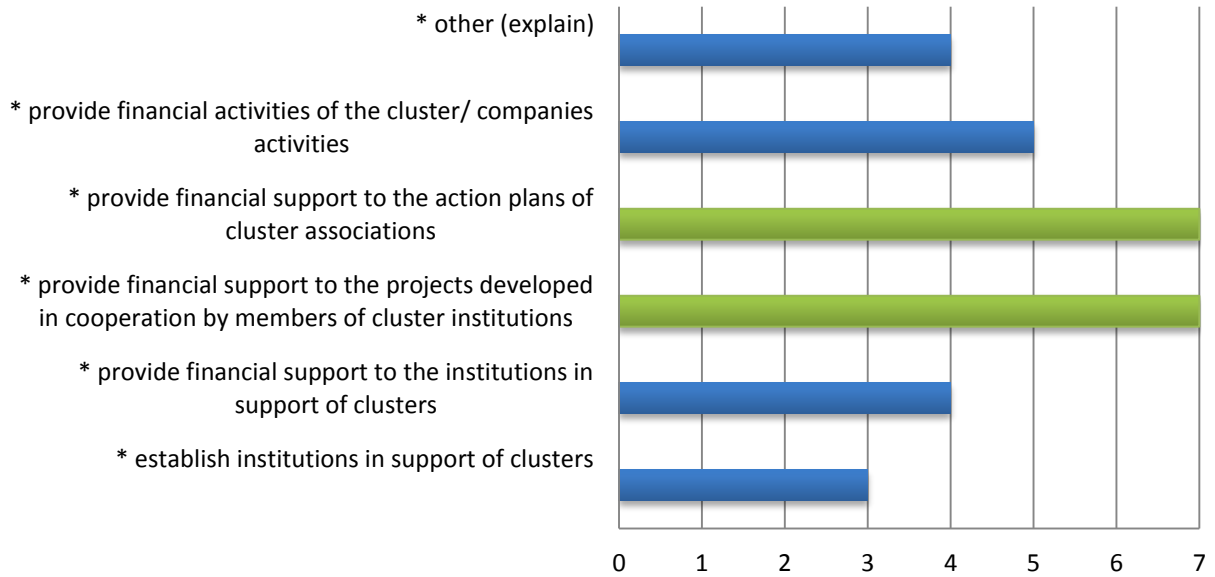 * other (explain)
* provide financial activities of the cluster/ companies
activities
* provide financial support to the action plans of
cluster associations
* provide financial support to the projects developed
in cooperation by members of cluster institutions
* provide financial support to the institutions in
support of clusters
* establish institutions in support of clusters
0 1 2 3 4 5 6 7